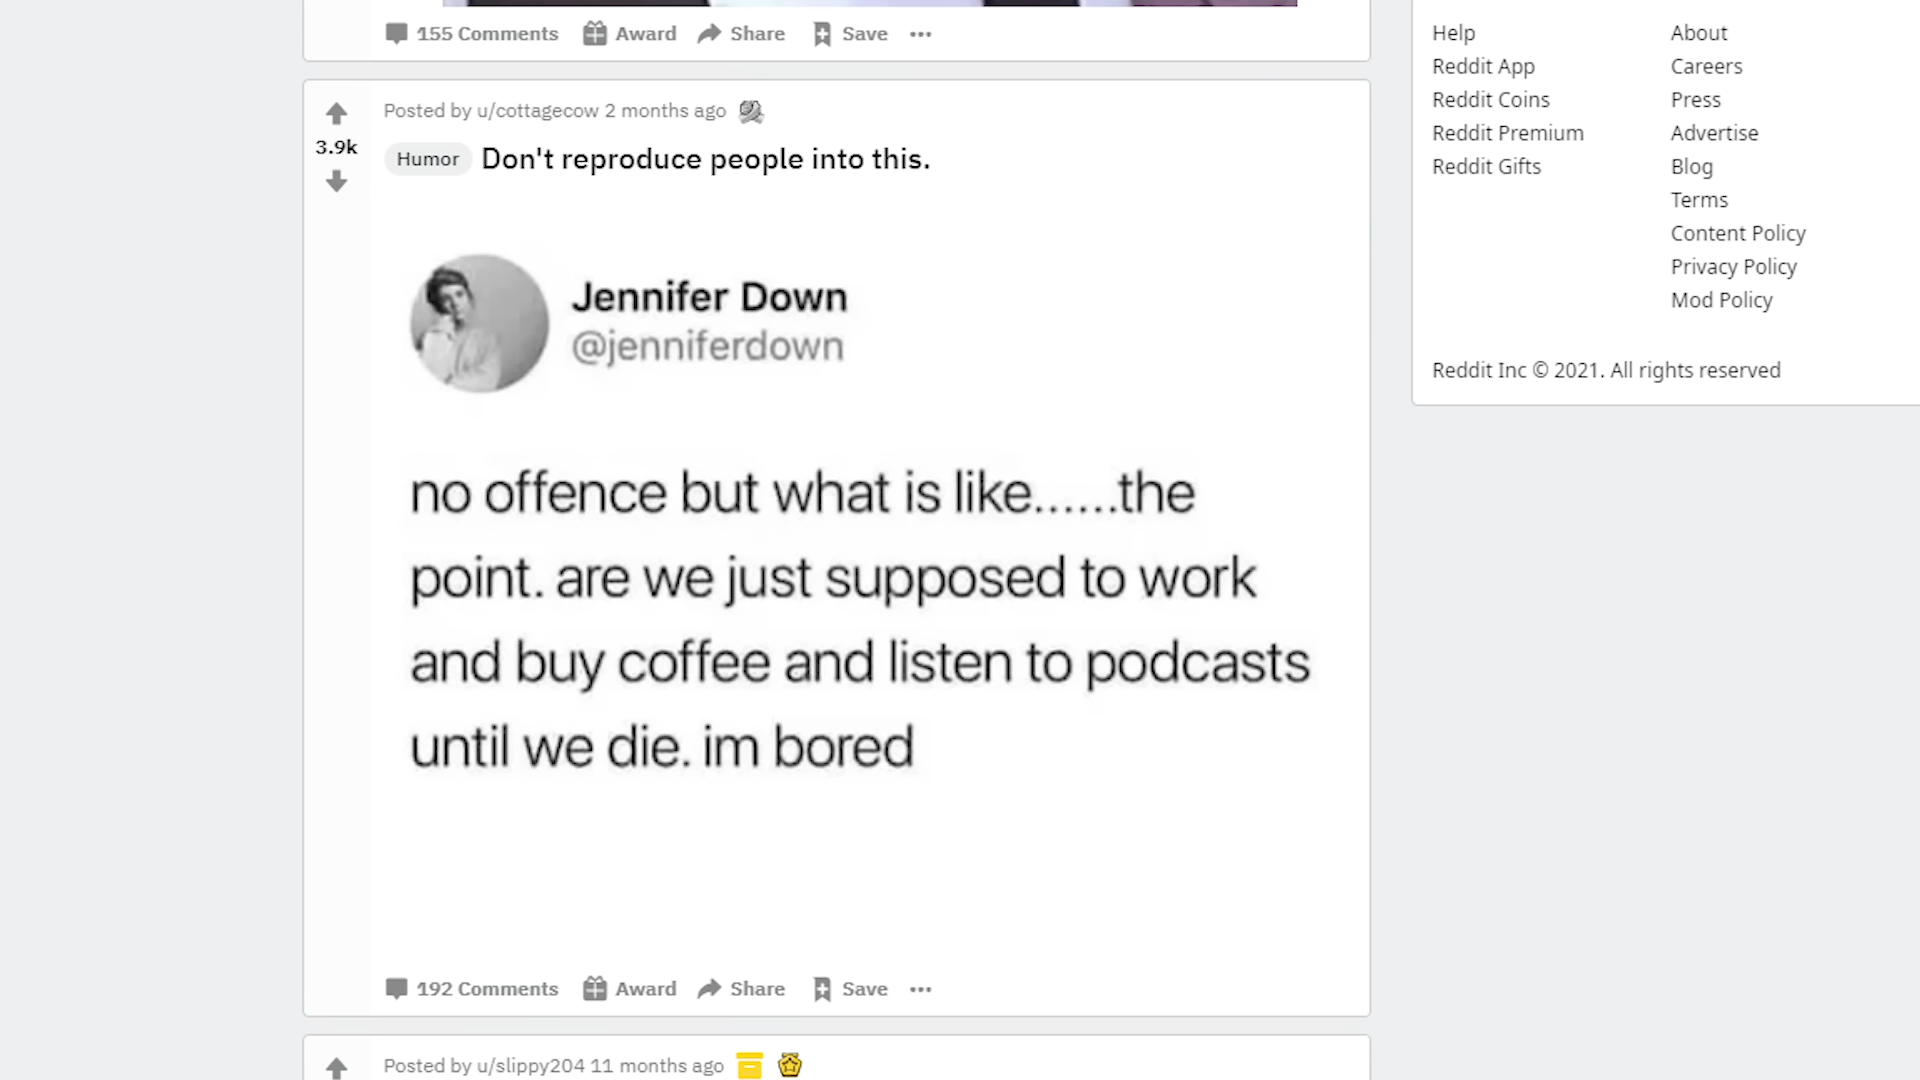 155 Comments Award Share Save
Posted by u/cottagecow 2 months ago
3.9k
Humor Don't reproduce people into this.
Jennifer Down
@jenniferdown
no offence but what is like......the
point. are we just supposed to work
and buy coffee and listen to podcasts
until we die. im bored
192 Comments Award Share Save
Posted by u/slippy204 11 months ago
Help
Reddit App
Reddit Coins
Reddit Premium
Reddit Gifts
About
Careers
Press
Advertise
Blog
Terms
Content Policy
Privacy Policy
Mod Policy
Reddit Inc © 2021. All rights reserved